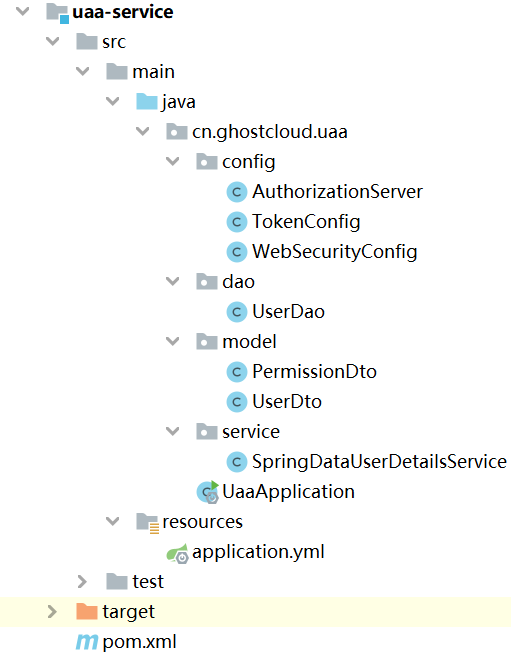 uaa-service
src
main
java
cn.ghostcloud.uaa
config
AuthorizationServer
TokenConfig
WebSecurityConfig
dao
UserDao
model
PermissionDto
UserDto
service
SpringDataUserDetailsService
UaaApplication
resources
application.yml
test
target
pom.xml